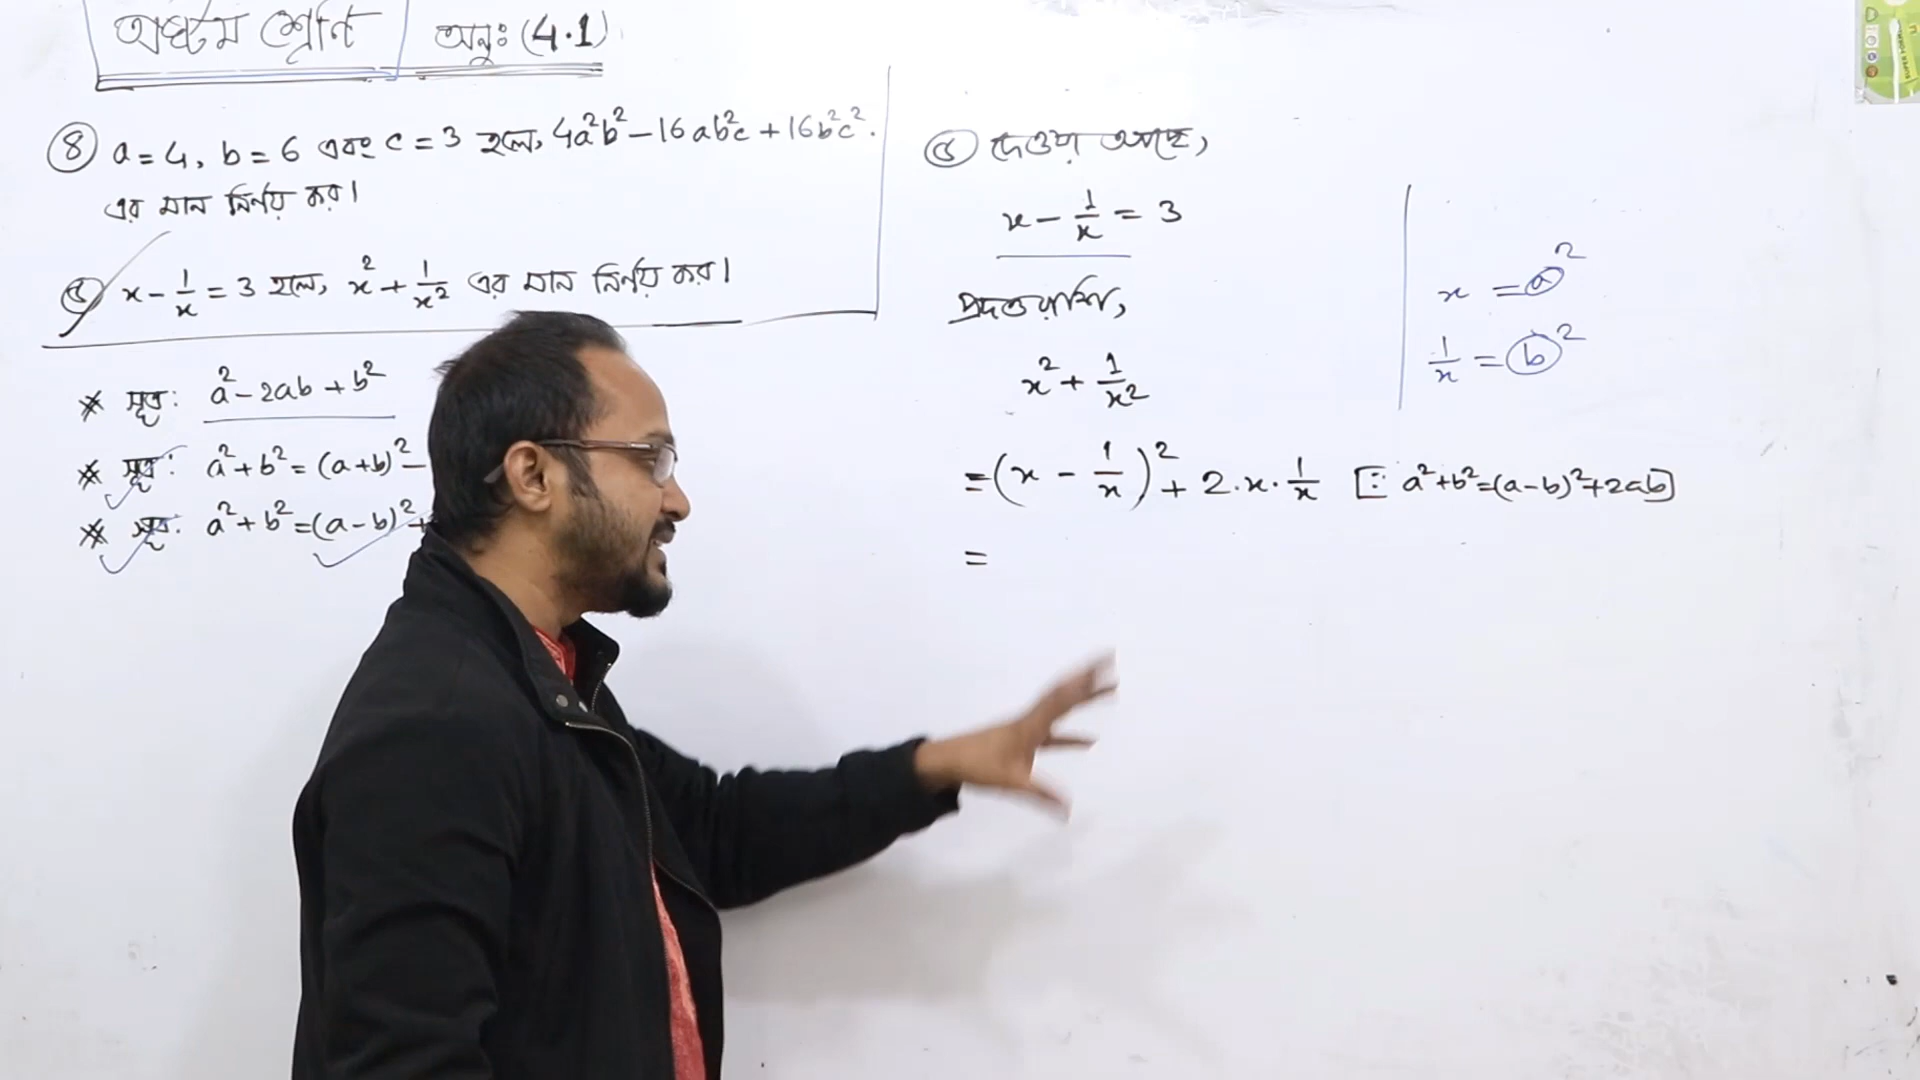 অষ্টম শ্রেণি অনুঃ (4.1)
৪ a = 4, b = 6 এবং c = 3 হলে, 4a²b² − 16ab²c + 16b²c².
এর মান নির্ণয় কর।
৫ x − 1/x = 3 হলে, x² + 1/x² এর মান নির্ণয় কর।
* সূত্র: a² − 2ab + b²
* সূত্র: a² + b² = (a+b)² −
* সূত্র: a² + b² = (a−b)² +
৫ দেওয়া আছে,
x − 1/x = 3
প্রদত্ত রাশি,
x² + 1/x²
= (x − 1/x)² + 2·x·1/x [∵ a²+b²=(a−b)²+2ab]
=
x = a²
1/x = b²